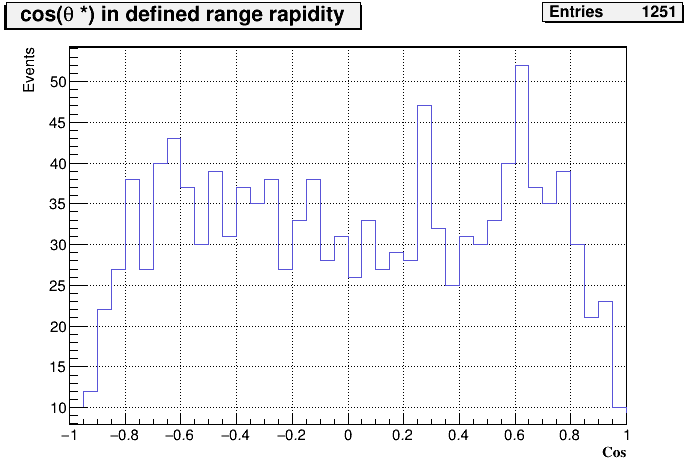 cos(θ *) in defined range rapidity
Entries 1251
Events
50
45
40
35
30
25
20
15
10
−1 −0.8 −0.6 −0.4 −0.2 0 0.2 0.4 0.6 0.8 1
Cos